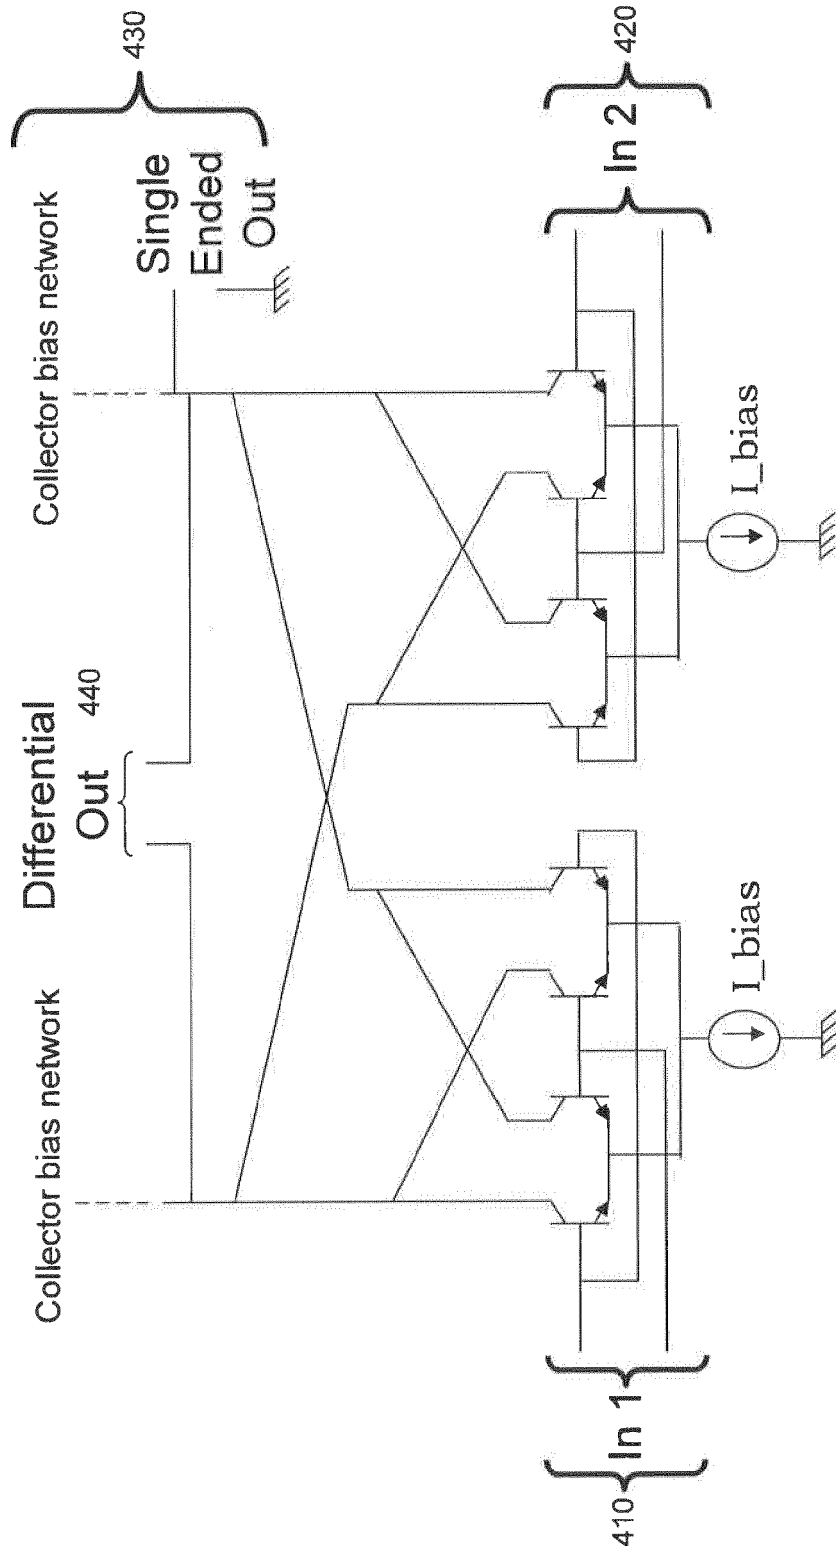 Collector bias network
Differential
Out
440
Collector bias network
Single
Ended
Out
430
410
In 1
I_bias
I_bias
In 2
420